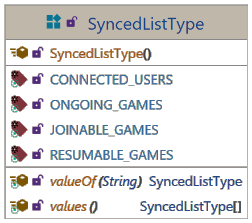 SyncedListType
SyncedListType()
CONNECTED_USERS
ONGOING_GAMES
JOINABLE_GAMES
RESUMABLE_GAMES
valueOf(String) SyncedListType
values() SyncedListType[]